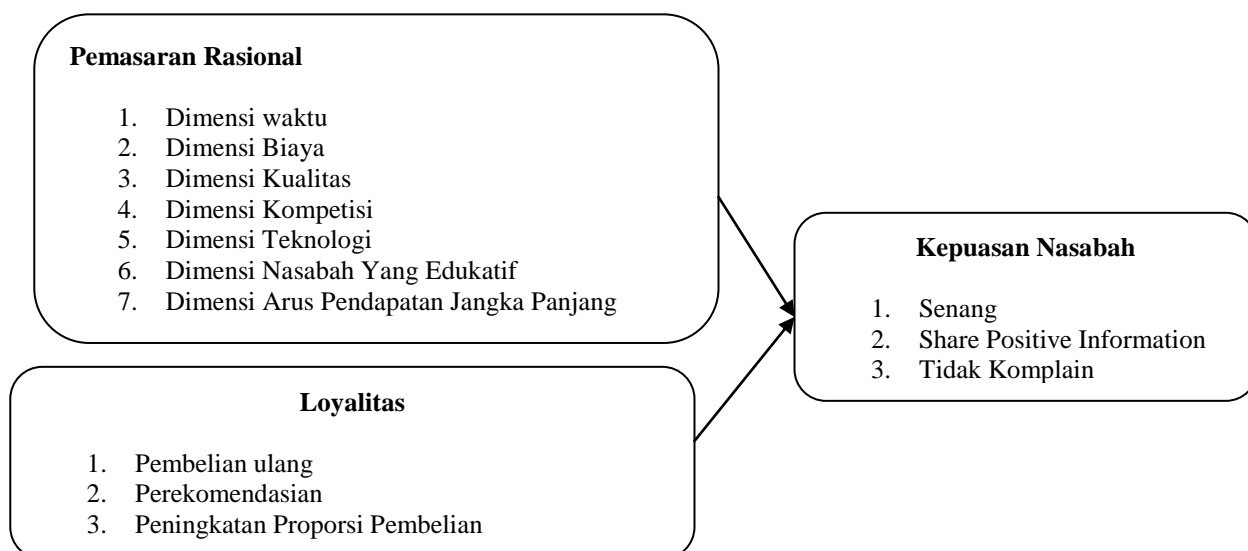 Pemasaran Rasional
1. Dimensi waktu
2. Dimensi Biaya
3. Dimensi Kualitas
4. Dimensi Kompetisi
5. Dimensi Teknologi
6. Dimensi Nasabah Yang Edukatif
7. Dimensi Arus Pendapatan Jangka Panjang
Loyalitas
1. Pembelian ulang
2. Perekomendasian
3. Peningkatan Proporsi Pembelian
Kepuasan Nasabah
1. Senang
2. Share Positive Information
3. Tidak Komplain